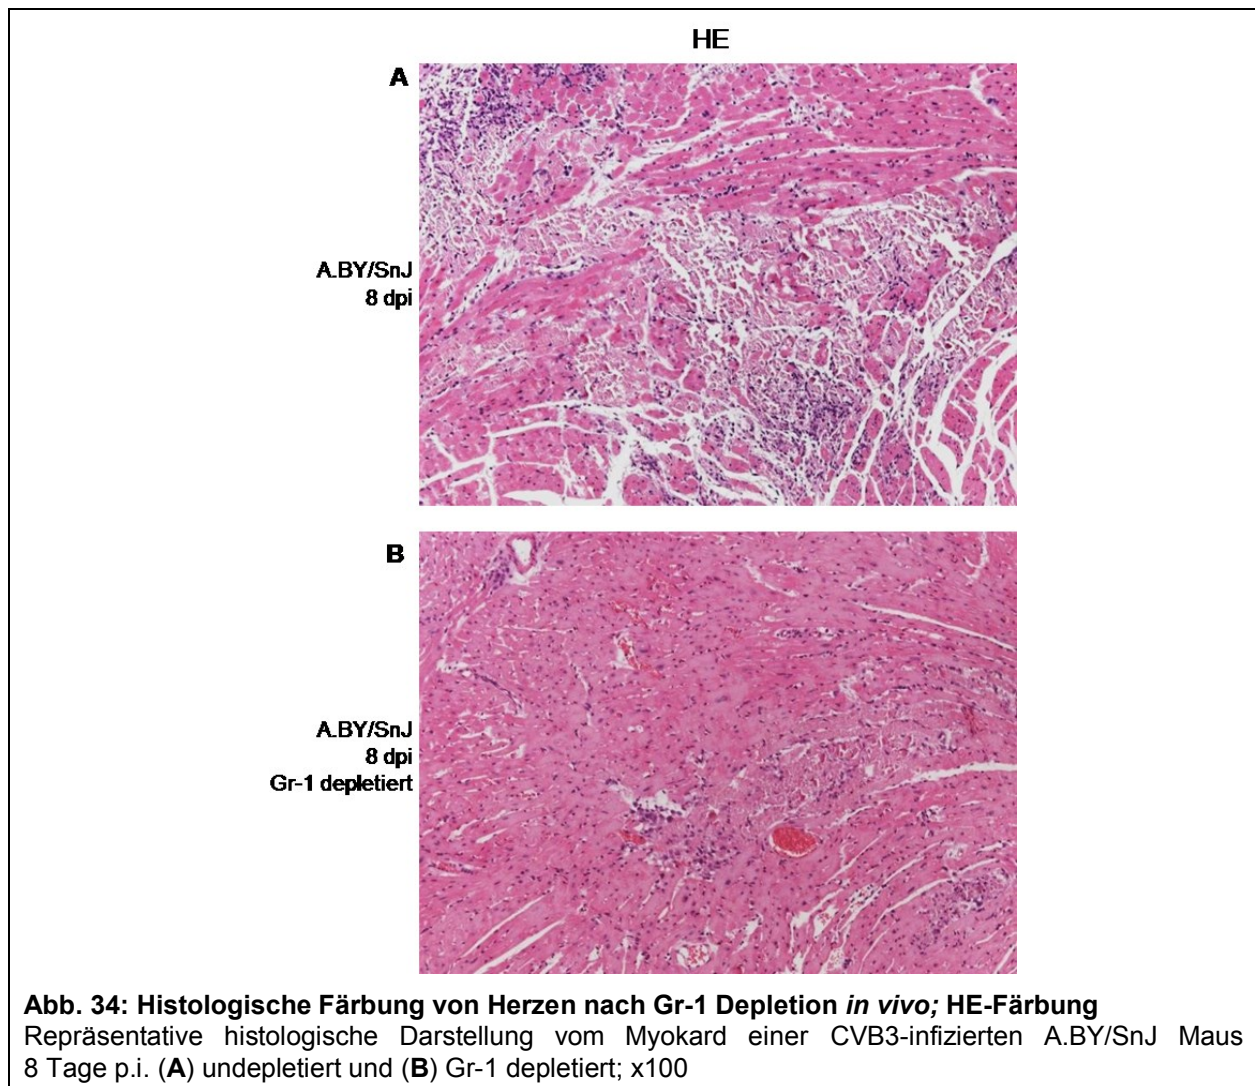 HE
A
A.BY/SnJ
8 dpi
B
A.BY/SnJ
8 dpi
Gr-1 depletiert
Abb. 34: Histologische Färbung von Herzen nach Gr-1 Depletion in vivo; HE-Färbung
Repräsentative histologische Darstellung vom Myokard einer CVB3-infizierten A.BY/SnJ Maus
8 Tage p.i. (A) undepletiert und (B) Gr-1 depletiert; x100